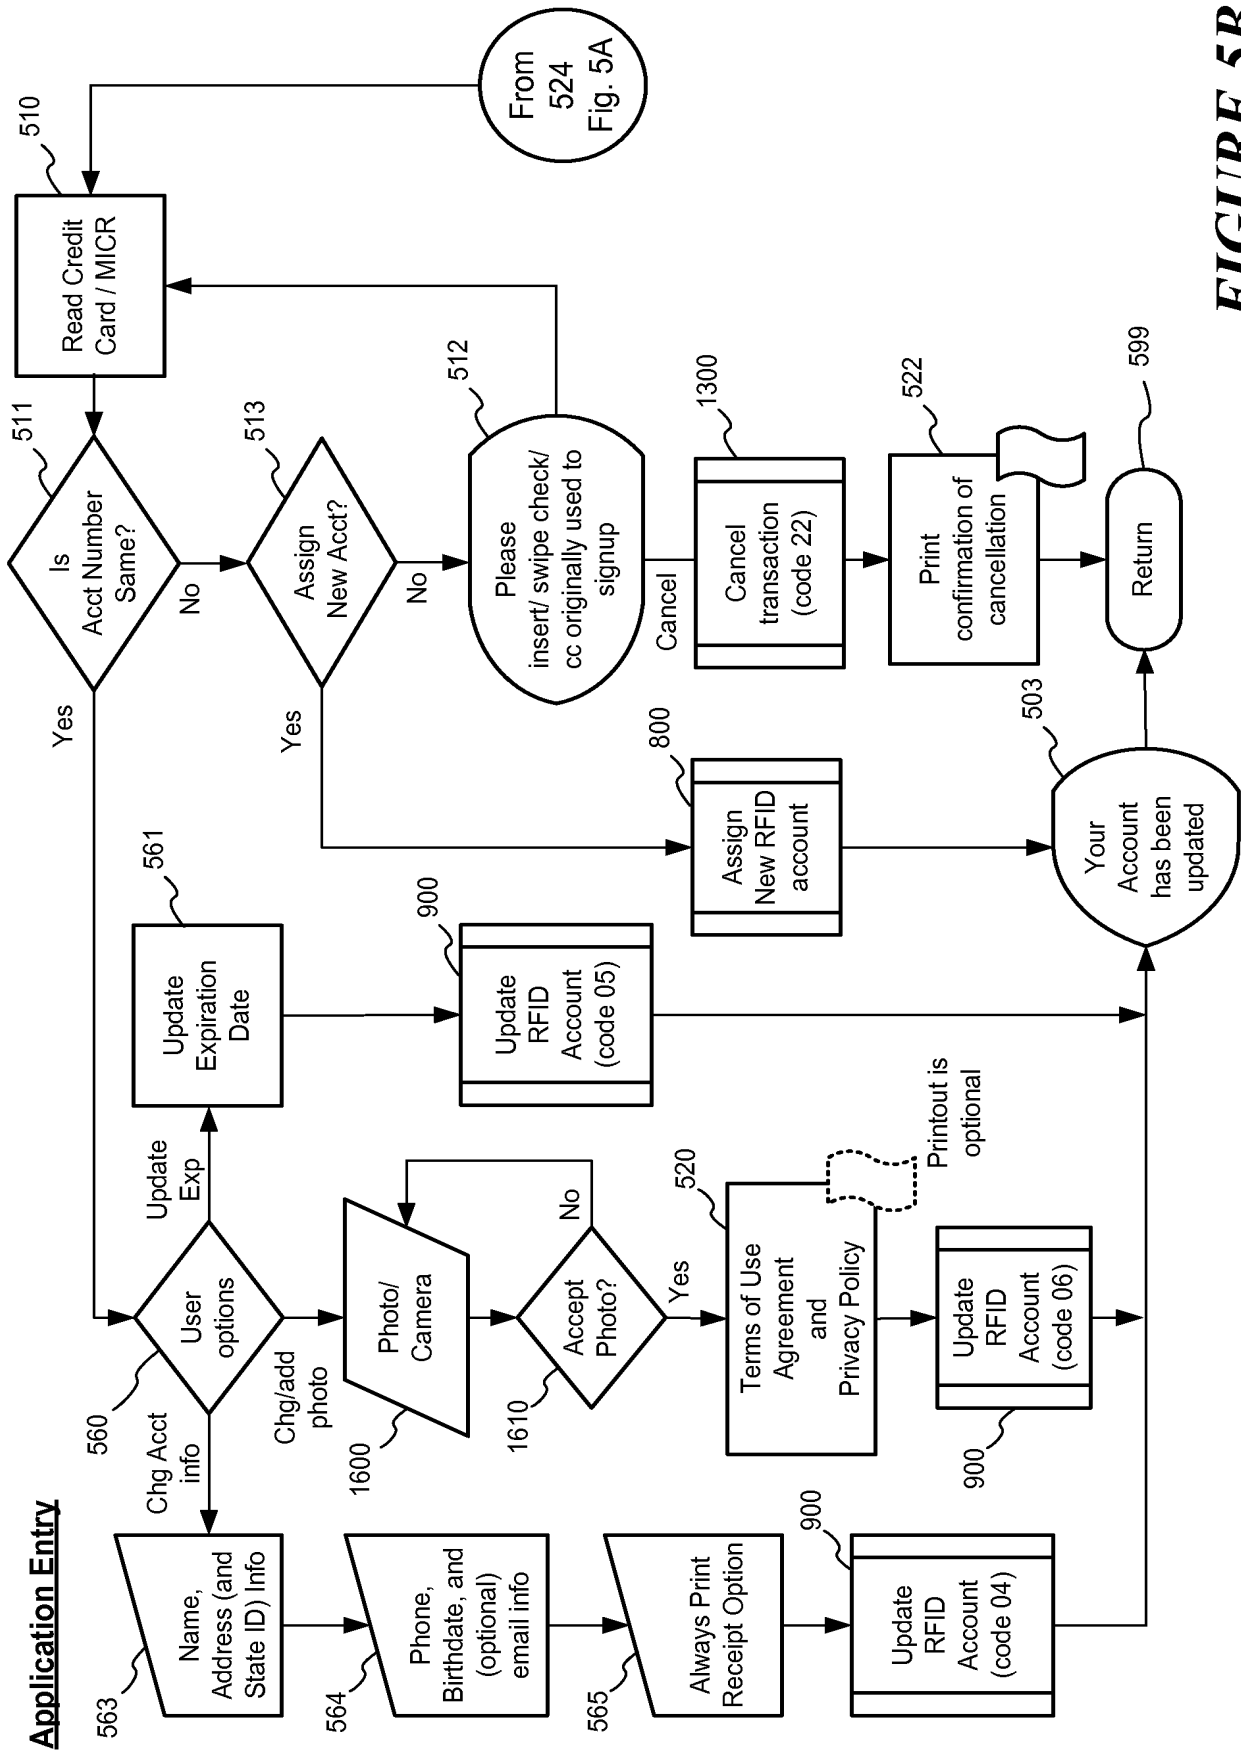 Application Entry
563
Name,
Address (and
State ID) Info
564
Phone,
Birthdate, and
(optional)
email info
565
Always Print
Receipt Option
900
Update
RFID
Account
(code 04)
Chg Acct
info
560
User
options
Chg/add
photo
1600
Photo/
Camera
1610
Accept
Photo?
No
Yes
520
Terms of Use
Agreement
and
Privacy Policy
Printout is
optional
900
Update
RFID
Account
(code 06)
Update
Exp
561
Update
Expiration
Date
900
Update
RFID
Account
(code 05)
Yes
511
Is
Acct Number
Same?
No
513
Assign
New Acct?
Yes
No
800
Assign
New RFID
account
503
Your
Account
has been
updated
510
Read Credit
Card / MICR
512
Please
insert/ swipe check/
cc originally used to
signup
Cancel
1300
Cancel
transaction
(code 22)
522
Print
confirmation of
cancellation
599
Return
From
524
Fig. 5A
FIGURE 5B